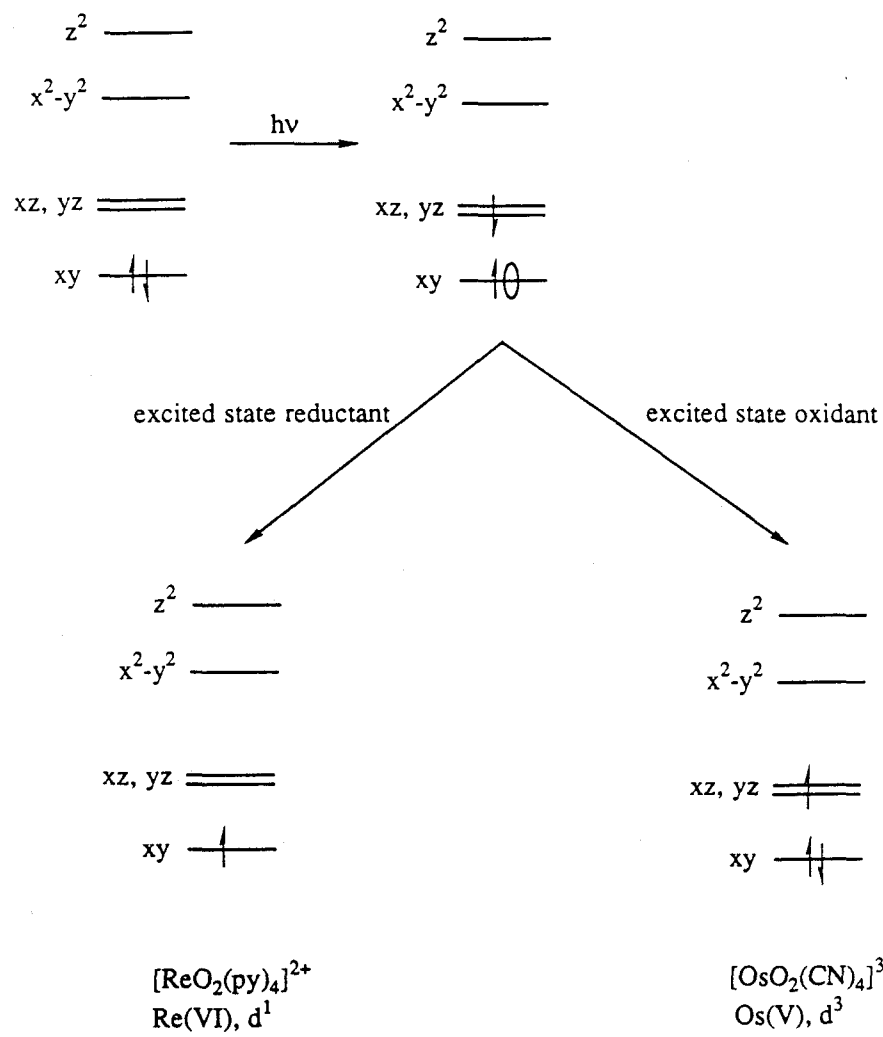 z²
x²-y²
xz, yz
xy
hν
z²
x²-y²
xz, yz
xy
excited state reductant
excited state oxidant
z²
x²-y²
xz, yz
xy
[ReO₂(py)₄]²⁺
Re(VI), d¹
z²
x²-y²
xz, yz
xy
[OsO₂(CN)₄]³
Os(V), d³